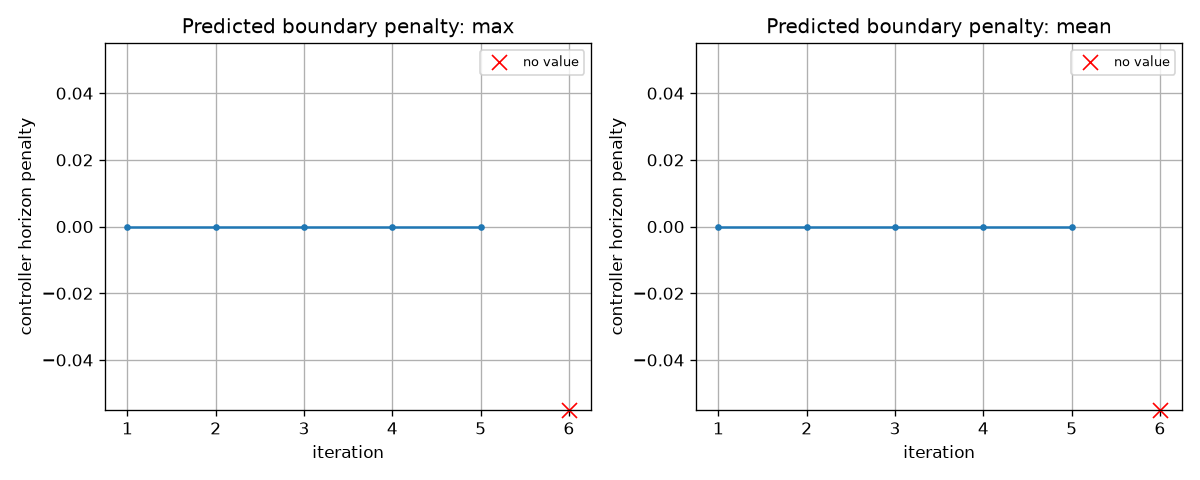 Predicted boundary penalty: max
no value
0.04
0.02
0.00
−0.02
−0.04
controller horizon penalty
1 2 3 4 5 6
iteration
Predicted boundary penalty: mean
no value
0.04
0.02
0.00
−0.02
−0.04
controller horizon penalty
1 2 3 4 5 6
iteration